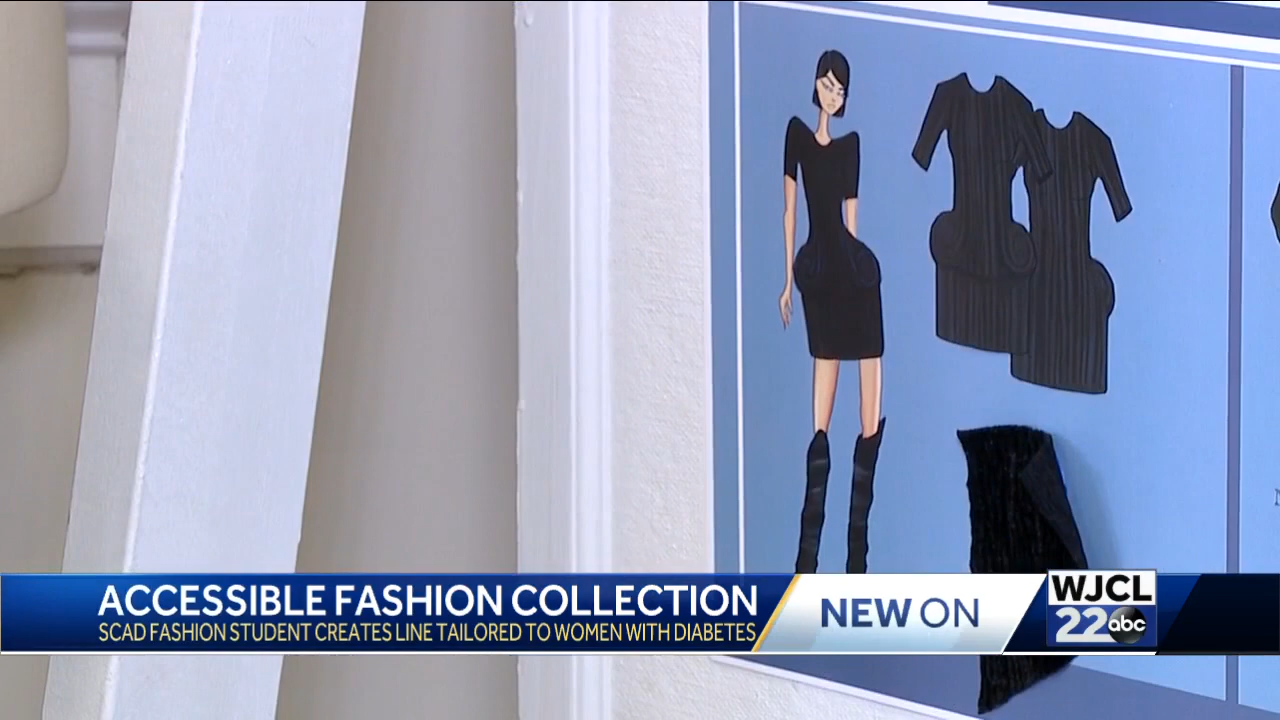 ACCESSIBLE FASHION COLLECTION
SCAD FASHION STUDENT CREATES LINE TAILORED TO WOMEN WITH DIABETES
NEW ON
WJCL
22 abc